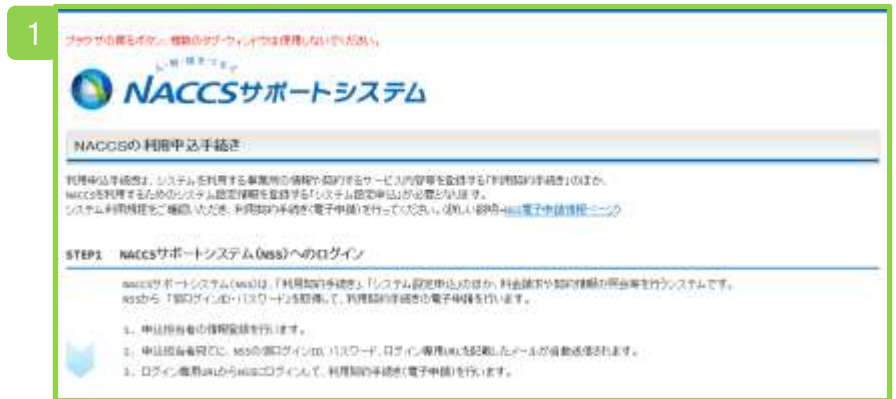 1
ブラウザの戻るボタン、複数のタブ・ウィンドウは使用しないでください。
NACCSサポートシステム
NACCSの利用申込手続き
利用申込手続きは、システムを利用する事業所の情報や契約するサービス内容等を登録する「利用契約手続き」のほか、
NACCSを利用するためのシステム設定情報を登録する「システム設定申込」が必要となります。
システム利用規程をご確認いただき、利用契約手続き(電子申請)を行ってください。(詳しい説明→NSS電子申請情報ページ)
STEP1 NACCSサポートシステム(NSS)へのログイン
NACCSサポートシステム(NSS)は、「利用契約手続き」、「システム設定申込」のほか、料金請求や契約情報の照会等を行うシステムです。
NSSから「仮ログインID・パスワード」を取得して、利用契約手続きの電子申請を行います。
1. 申込担当者の情報登録を行います。
2. 申込担当者宛てに、NSSの仮ログインID、パスワード、ログイン専用URLを記載したメールが自動送信されます。
3. ログイン専用URLからNSSにログインして、利用契約手続き(電子申請)を行います。